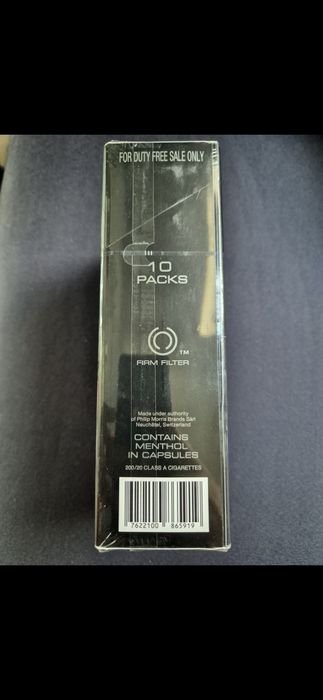 FOR DUTY FREE SALE ONLY
10
PACKS
TM
FIRM FILTER
Made under authority
of Philip Morris Brands Sàrl
Neuchâtel, Switzerland
CONTAINS
MENTHOL
IN CAPSULES
200/20 CLASS A CIGARETTES
7622100 865919